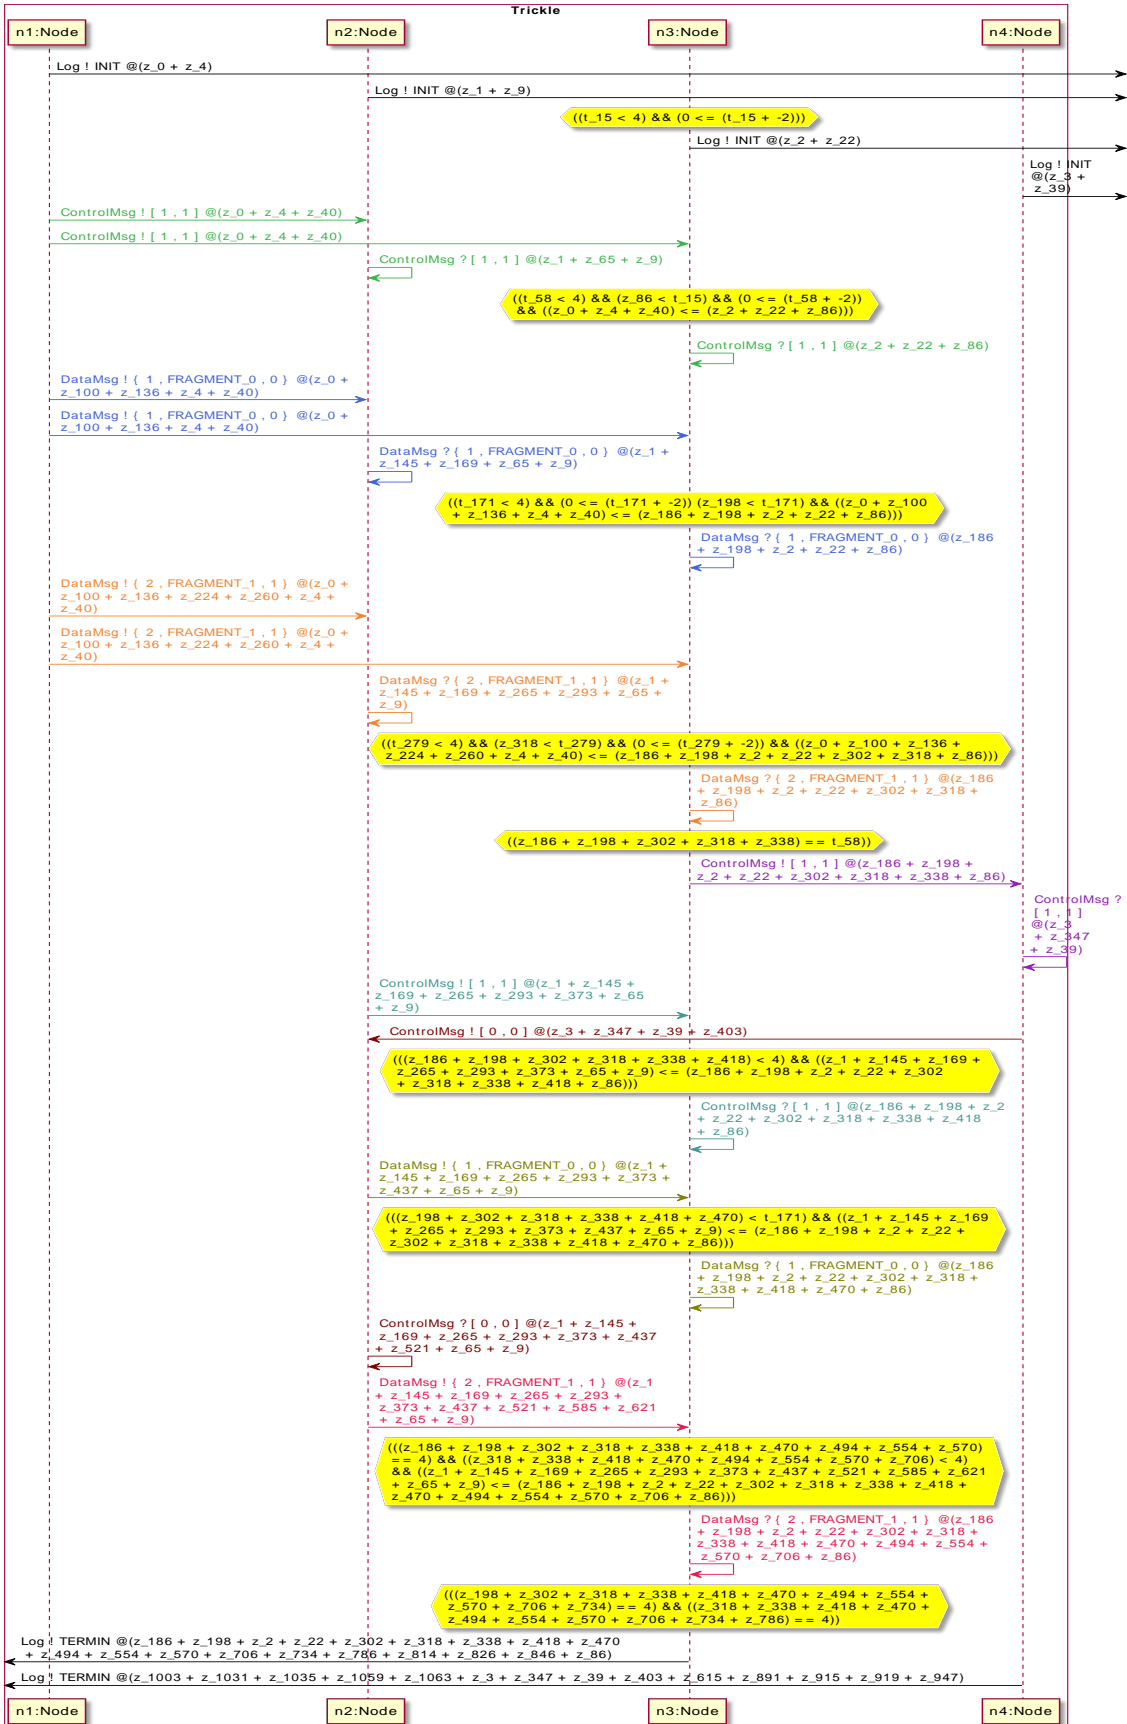 Trickle
n1:Node
n2:Node
n3:Node
n4:Node
Log ! INIT @(z_0 + z_4)
Log ! INIT @(z_1 + z_9)
((t_15 < 4) && (0 <= (t_15 + -2)))
Log ! INIT @(z_2 + z_22)
Log ! INIT
@(z_3 +
z_39)
ControlMsg ! [ 1 , 1 ] @(z_0 + z_4 + z_40)
ControlMsg ! [ 1 , 1 ] @(z_0 + z_4 + z_40)
ControlMsg ? [ 1 , 1 ] @(z_1 + z_65 + z_9)
((t_58 < 4) && (z_86 < t_15) && (0 <= (t_58 + -2))
&& ((z_0 + z_4 + z_40) <= (z_2 + z_22 + z_86)))
ControlMsg ? [ 1 , 1 ] @(z_2 + z_22 + z_86)
DataMsg ! { 1 , FRAGMENT_0 , 0 } @(z_0 +
z_100 + z_136 + z_4 + z_40)
DataMsg ! { 1 , FRAGMENT_0 , 0 } @(z_0 +
z_100 + z_136 + z_4 + z_40)
DataMsg ? { 1 , FRAGMENT_0 , 0 } @(z_1 +
z_145 + z_169 + z_65 + z_9)
((t_171 < 4) && (0 <= (t_171 + -2)) (z_198 < t_171) && ((z_0 + z_100
+ z_136 + z_4 + z_40) <= (z_186 + z_198 + z_2 + z_22 + z_86)))
DataMsg ? { 1 , FRAGMENT_0 , 0 } @(z_186
+ z_198 + z_2 + z_22 + z_86)
DataMsg ! { 2 , FRAGMENT_1 , 1 } @(z_0 +
z_100 + z_136 + z_224 + z_260 + z_4 +
z_40)
DataMsg ! { 2 , FRAGMENT_1 , 1 } @(z_0 +
z_100 + z_136 + z_224 + z_260 + z_4 +
z_40)
DataMsg ? { 2 , FRAGMENT_1 , 1 } @(z_1 +
z_145 + z_169 + z_265 + z_293 + z_65 +
z_9)
((t_279 < 4) && (z_318 < t_279) && (0 <= (t_279 + -2)) && ((z_0 + z_100 + z_136 +
z_224 + z_260 + z_4 + z_40) <= (z_186 + z_198 + z_2 + z_22 + z_302 + z_318 + z_86)))
DataMsg ? { 2 , FRAGMENT_1 , 1 } @(z_186
+ z_198 + z_2 + z_22 + z_302 + z_318 +
z_86)
((z_186 + z_198 + z_302 + z_318 + z_338) == t_58))
ControlMsg ! [ 1 , 1 ] @(z_186 + z_198 +
z_2 + z_22 + z_302 + z_318 + z_338 + z_86)
ControlMsg ?
[ 1 , 1 ]
@(z_3
+ z_347
+ z_39)
ControlMsg ! [ 1 , 1 ] @(z_1 + z_145 +
z_169 + z_265 + z_293 + z_373 + z_65
+ z_9)
ControlMsg ! [ 0 , 0 ] @(z_3 + z_347 + z_39 + z_403)
(((z_186 + z_198 + z_302 + z_318 + z_338 + z_418) < 4) && ((z_1 + z_145 + z_169 +
z_265 + z_293 + z_373 + z_65 + z_9) <= (z_186 + z_198 + z_2 + z_22 + z_302
+ z_318 + z_338 + z_418 + z_86)))
ControlMsg ? [ 1 , 1 ] @(z_186 + z_198 + z_2
+ z_22 + z_302 + z_318 + z_338 + z_418
+ z_86)
DataMsg ! { 1 , FRAGMENT_0 , 0 } @(z_1 +
z_145 + z_169 + z_265 + z_293 + z_373 +
z_437 + z_65 + z_9)
(((z_198 + z_302 + z_318 + z_338 + z_418 + z_470) < t_171) && ((z_1 + z_145 + z_169
+ z_265 + z_293 + z_373 + z_437 + z_65 + z_9) <= (z_186 + z_198 + z_2 + z_22 +
z_302 + z_318 + z_338 + z_418 + z_470 + z_86)))
DataMsg ? { 1 , FRAGMENT_0 , 0 } @(z_186
+ z_198 + z_2 + z_22 + z_302 + z_318 +
z_338 + z_418 + z_470 + z_86)
ControlMsg ? [ 0 , 0 ] @(z_1 + z_145 +
z_169 + z_265 + z_293 + z_373 + z_437
+ z_521 + z_65 + z_9)
DataMsg ! { 2 , FRAGMENT_1 , 1 } @(z_1
+ z_145 + z_169 + z_265 + z_293 +
z_373 + z_437 + z_521 + z_585 + z_621
+ z_65 + z_9)
(((z_186 + z_198 + z_302 + z_318 + z_338 + z_418 + z_470 + z_494 + z_554 + z_570)
== 4) && ((z_318 + z_338 + z_418 + z_470 + z_494 + z_554 + z_570 + z_706) < 4)
&& ((z_1 + z_145 + z_169 + z_265 + z_293 + z_373 + z_437 + z_521 + z_585 + z_621
+ z_65 + z_9) <= (z_186 + z_198 + z_2 + z_22 + z_302 + z_318 + z_338 + z_418 +
z_470 + z_494 + z_554 + z_570 + z_706 + z_86)))
DataMsg ? { 2 , FRAGMENT_1 , 1 } @(z_186
+ z_198 + z_2 + z_22 + z_302 + z_318 +
z_338 + z_418 + z_470 + z_494 + z_554 +
z_570 + z_706 + z_86)
(((z_198 + z_302 + z_318 + z_338 + z_418 + z_470 + z_494 + z_554 +
z_570 + z_706 + z_734) == 4) && ((z_318 + z_338 + z_418 + z_470 +
z_494 + z_554 + z_570 + z_706 + z_734 + z_786) == 4))
Log ! TERMIN @(z_186 + z_198 + z_2 + z_22 + z_302 + z_318 + z_338 + z_418 + z_470
+ z_494 + z_554 + z_570 + z_706 + z_734 + z_786 + z_814 + z_826 + z_846 + z_86)
Log ! TERMIN @(z_1003 + z_1031 + z_1035 + z_1059 + z_1063 + z_3 + z_347 + z_39 + z_403 + z_615 + z_891 + z_915 + z_919 + z_947)
n1:Node
n2:Node
n3:Node
n4:Node